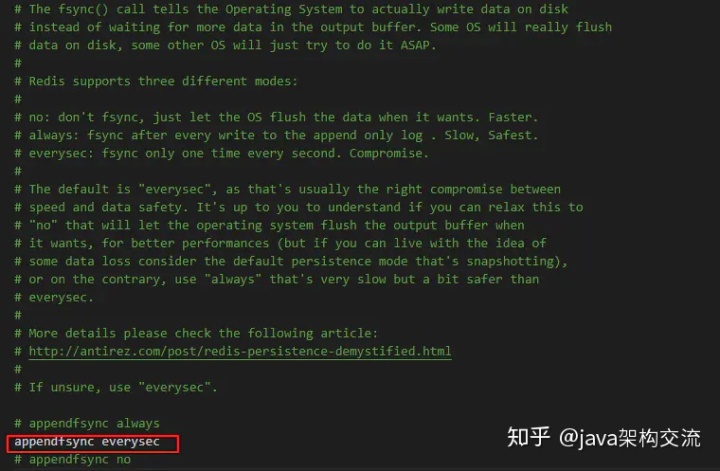 # The fsync() call tells the Operating System to actually write data on disk
# instead of waiting for more data in the output buffer. Some OS will really flush
# data on disk, some other OS will just try to do it ASAP.
#
# Redis supports three different modes:
#
# no: don't fsync, just let the OS flush the data when it wants. Faster.
# always: fsync after every write to the append only log . Slow, Safest.
# everysec: fsync only one time every second. Compromise.
#
# The default is "everysec", as that's usually the right compromise between
# speed and data safety. It's up to you to understand if you can relax this to
# "no" that will let the operating system flush the output buffer when
# it wants, for better performances (but if you can live with the idea of
# some data loss consider the default persistence mode that's snapshotting),
# or on the contrary, use "always" that's very slow but a bit safer than
# everysec.
#
# More details please check the following article:
# http://antirez.com/post/redis-persistence-demystified.html
#
# If unsure, use "everysec".
# appendfsync always
appendfsync everysec
# appendfsync no
知乎 @java架构交流